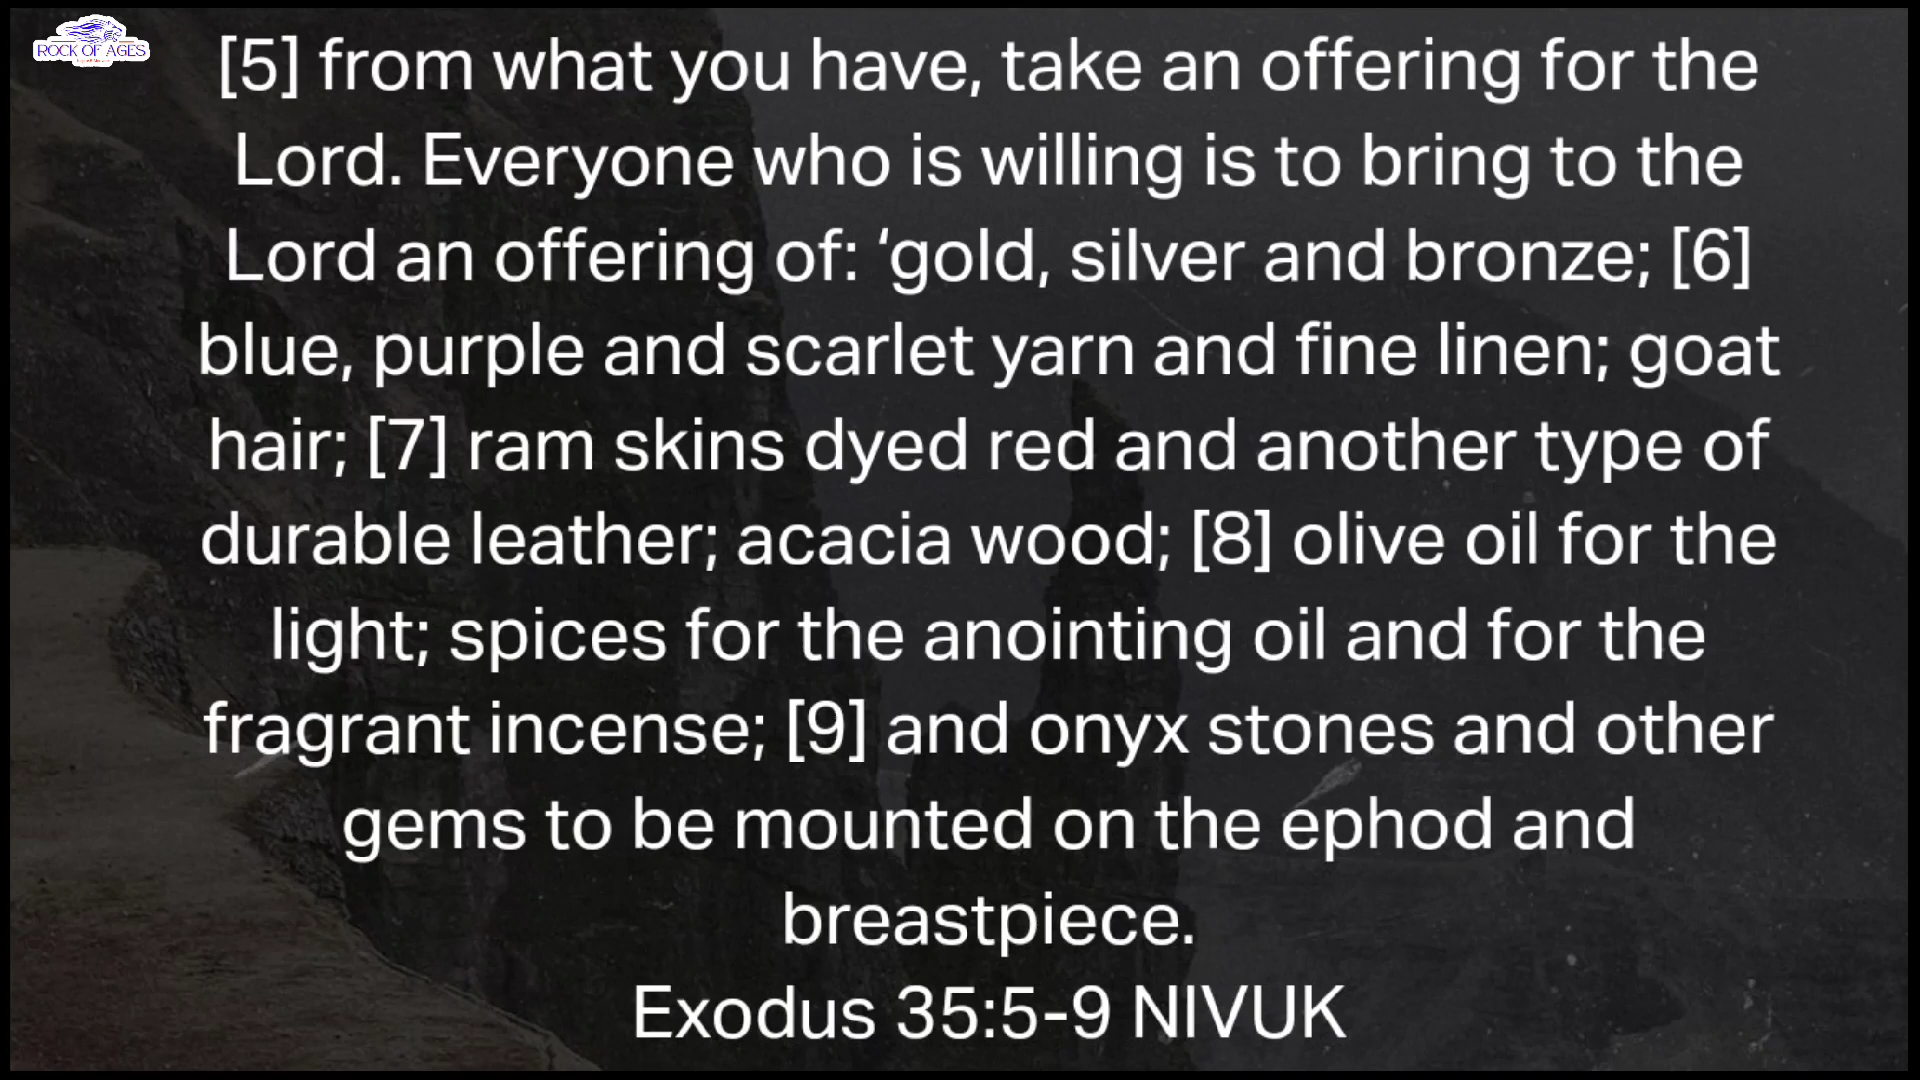 ROCK OF AGES
[5] from what you have, take an offering for the
Lord. Everyone who is willing is to bring to the
Lord an offering of: ‘gold, silver and bronze; [6]
blue, purple and scarlet yarn and fine linen; goat
hair; [7] ram skins dyed red and another type of
durable leather; acacia wood; [8] olive oil for the
light; spices for the anointing oil and for the
fragrant incense; [9] and onyx stones and other
gems to be mounted on the ephod and
breastpiece.
Exodus 35:5-9 NIVUK